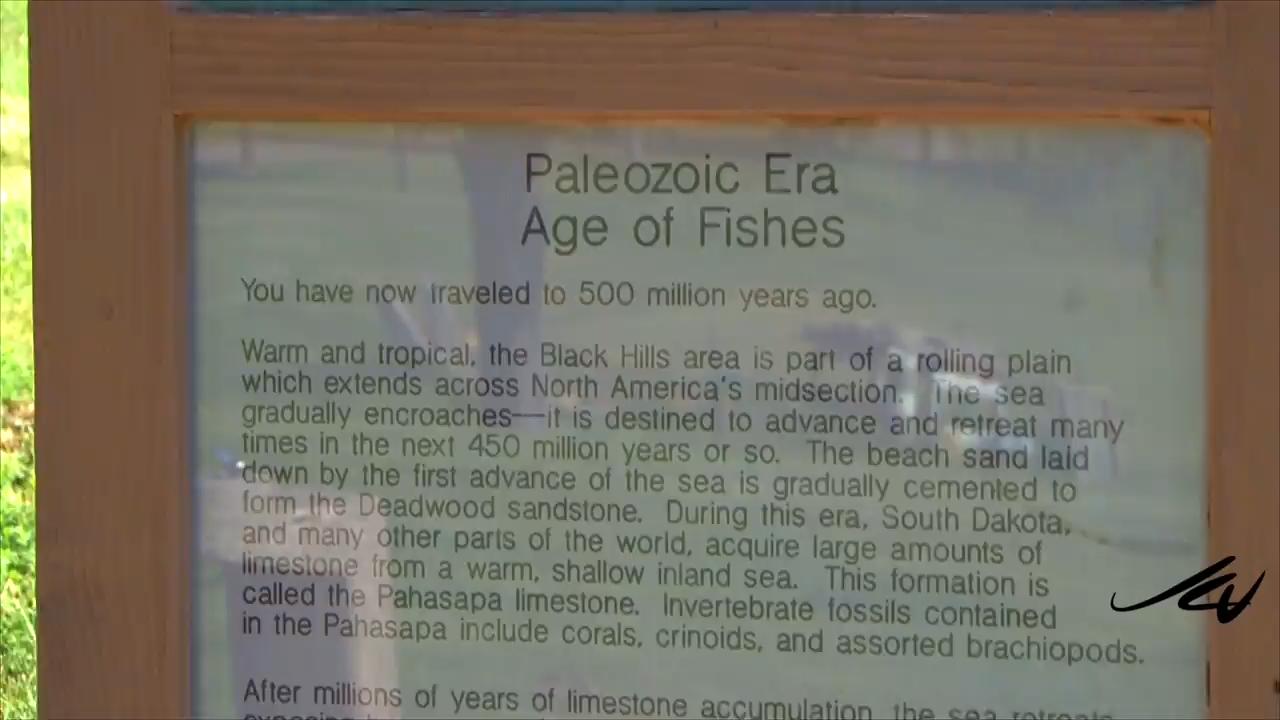 Paleozoic Era
Age of Fishes
You have now traveled to 500 million years ago.
Warm and tropical, the Black Hills area is part of a rolling plain
which extends across North America's midsection. The sea
gradually encroaches—it is destined to advance and retreat many
times in the next 450 million years or so. The beach sand laid
down by the first advance of the sea is gradually cemented to
form the Deadwood sandstone. During this era, South Dakota,
and many other parts of the world, acquire large amounts of
limestone from a warm, shallow inland sea. This formation is
called the Pahasapa limestone. Invertebrate fossils contained
in the Pahasapa include corals, crinoids, and assorted brachiopods.
After millions of years of limestone accumulation, the sea retreats